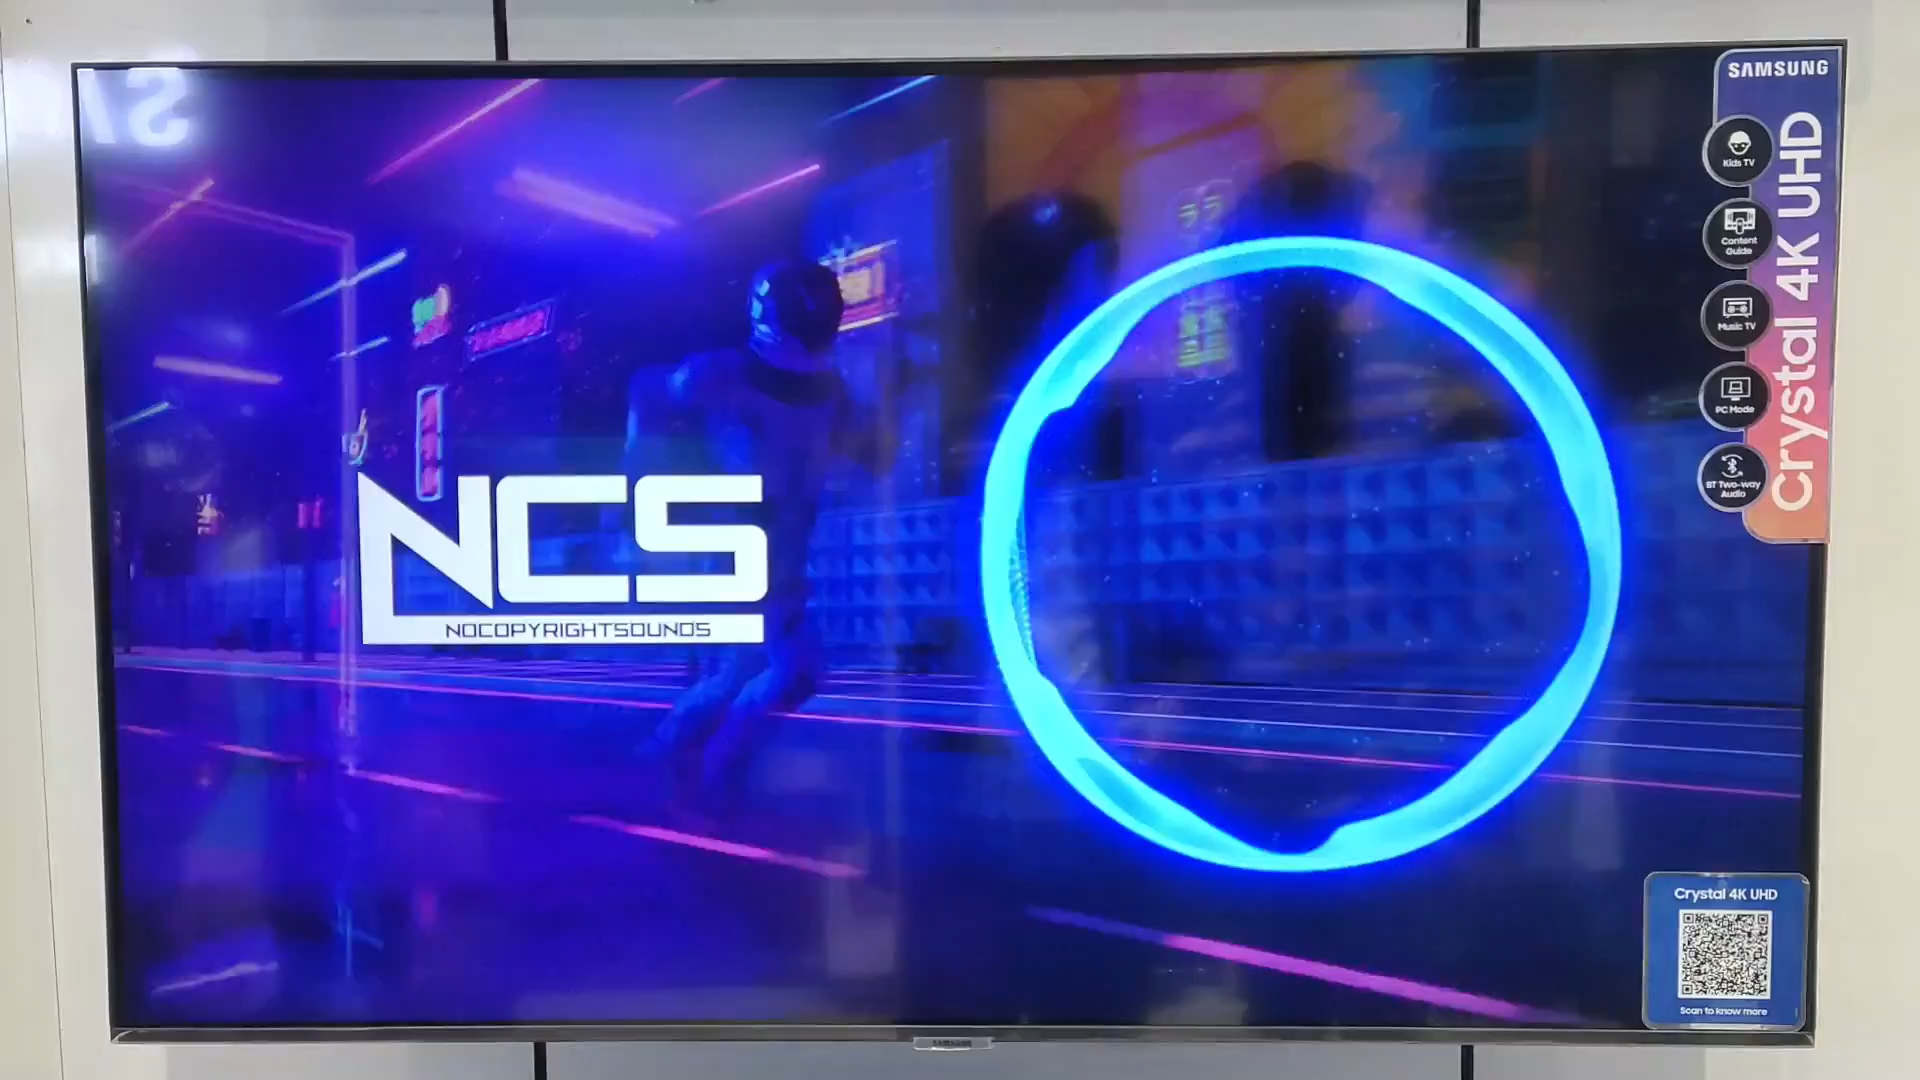 SAMSUNG
Crystal 4K UHD
Kids TV
Content
Guide
Music TV
PC Mode
BT Two-way
Audio
NCS
NOCOPYRIGHTSOUNDS
Crystal 4K UHD
Scan to know more
SAMSUNG